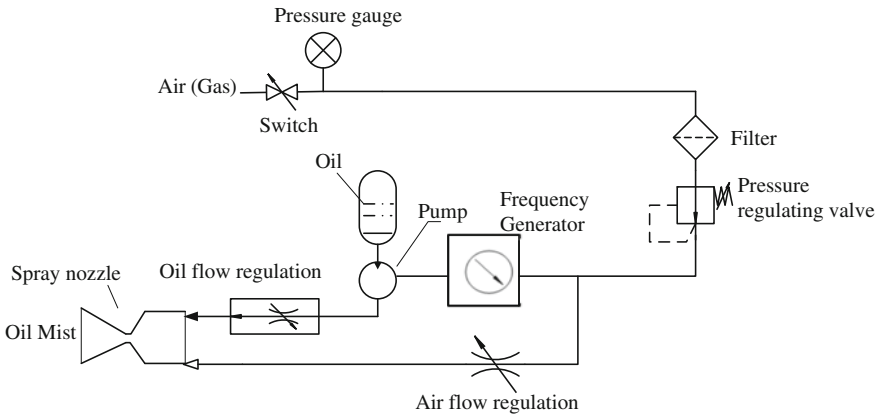 Pressure gauge
Air (Gas)
Switch
Filter
Oil
Pressure
regulating valve
Pump
Frequency
Generator
Oil flow regulation
Spray nozzle
Oil Mist
Air flow regulation